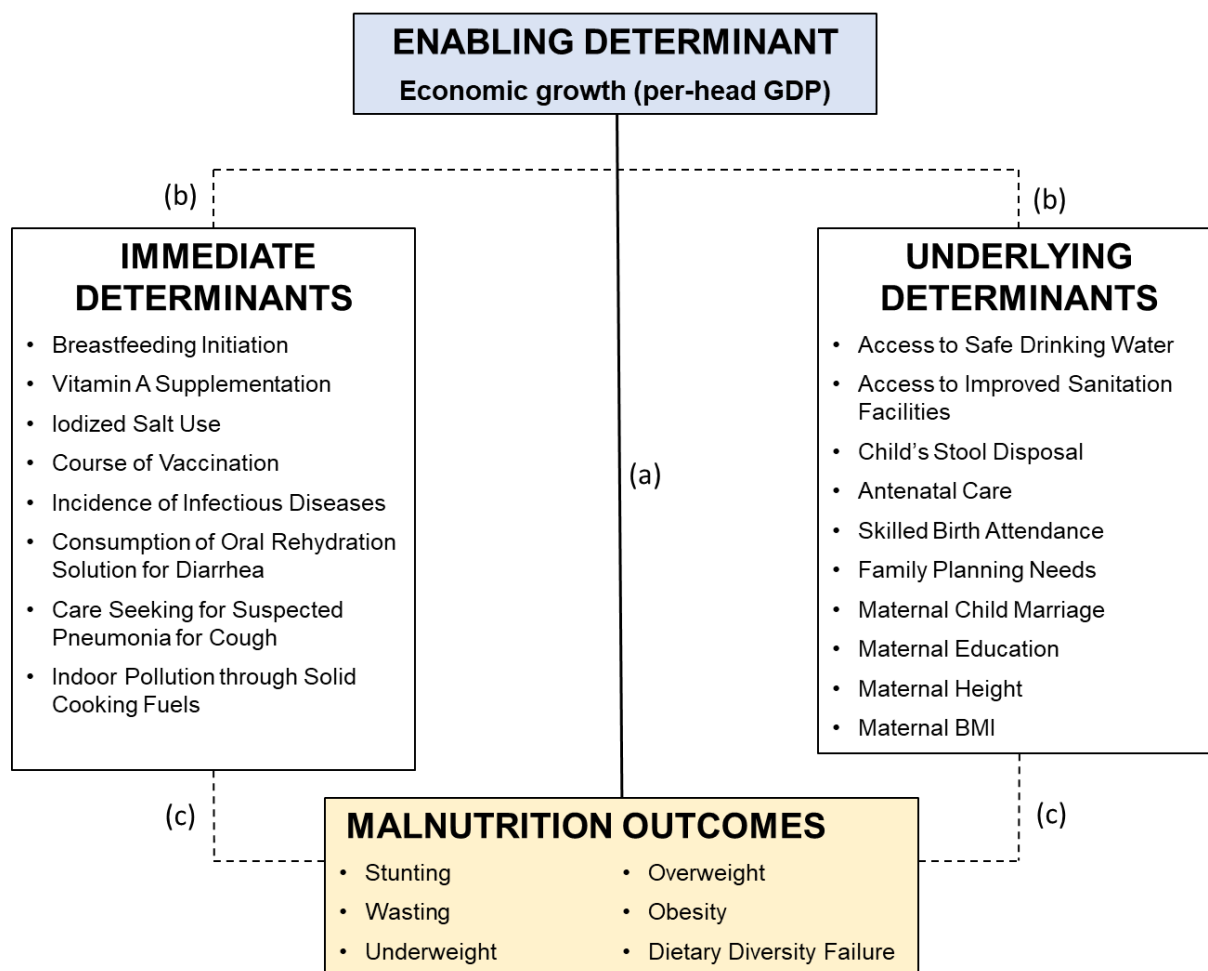 ENABLING DETERMINANT
Economic growth (per-head GDP)
(b)
(b)
IMMEDIATE
DETERMINANTS
• Breastfeeding Initiation
• Vitamin A Supplementation
• Iodized Salt Use
• Course of Vaccination
• Incidence of Infectious Diseases
• Consumption of Oral Rehydration
Solution for Diarrhea
• Care Seeking for Suspected
Pneumonia for Cough
• Indoor Pollution through Solid
Cooking Fuels
(a)
UNDERLYING
DETERMINANTS
• Access to Safe Drinking Water
• Access to Improved Sanitation
Facilities
• Child’s Stool Disposal
• Antenatal Care
• Skilled Birth Attendance
• Family Planning Needs
• Maternal Child Marriage
• Maternal Education
• Maternal Height
• Maternal BMI
(c)
(c)
MALNUTRITION OUTCOMES
• Stunting
• Wasting
• Underweight
• Overweight
• Obesity
• Dietary Diversity Failure